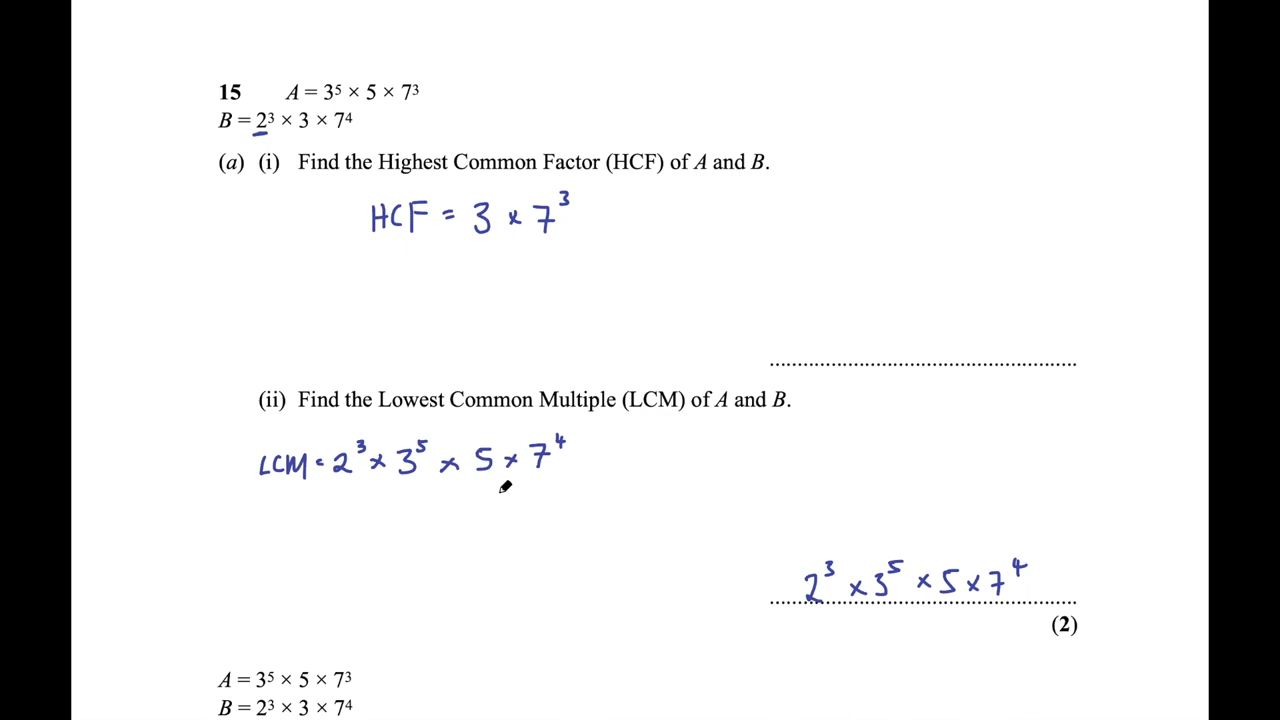 15 A = 3⁵ × 5 × 7³
B = 2³ × 3 × 7⁴
(a) (i) Find the Highest Common Factor (HCF) of A and B.
HCF = 3 × 7³
(ii) Find the Lowest Common Multiple (LCM) of A and B.
LCM = 2³ × 3⁵ × 5 × 7⁴
2³ × 3⁵ × 5 × 7⁴
(2)
A = 3⁵ × 5 × 7³
B = 2³ × 3 × 7⁴